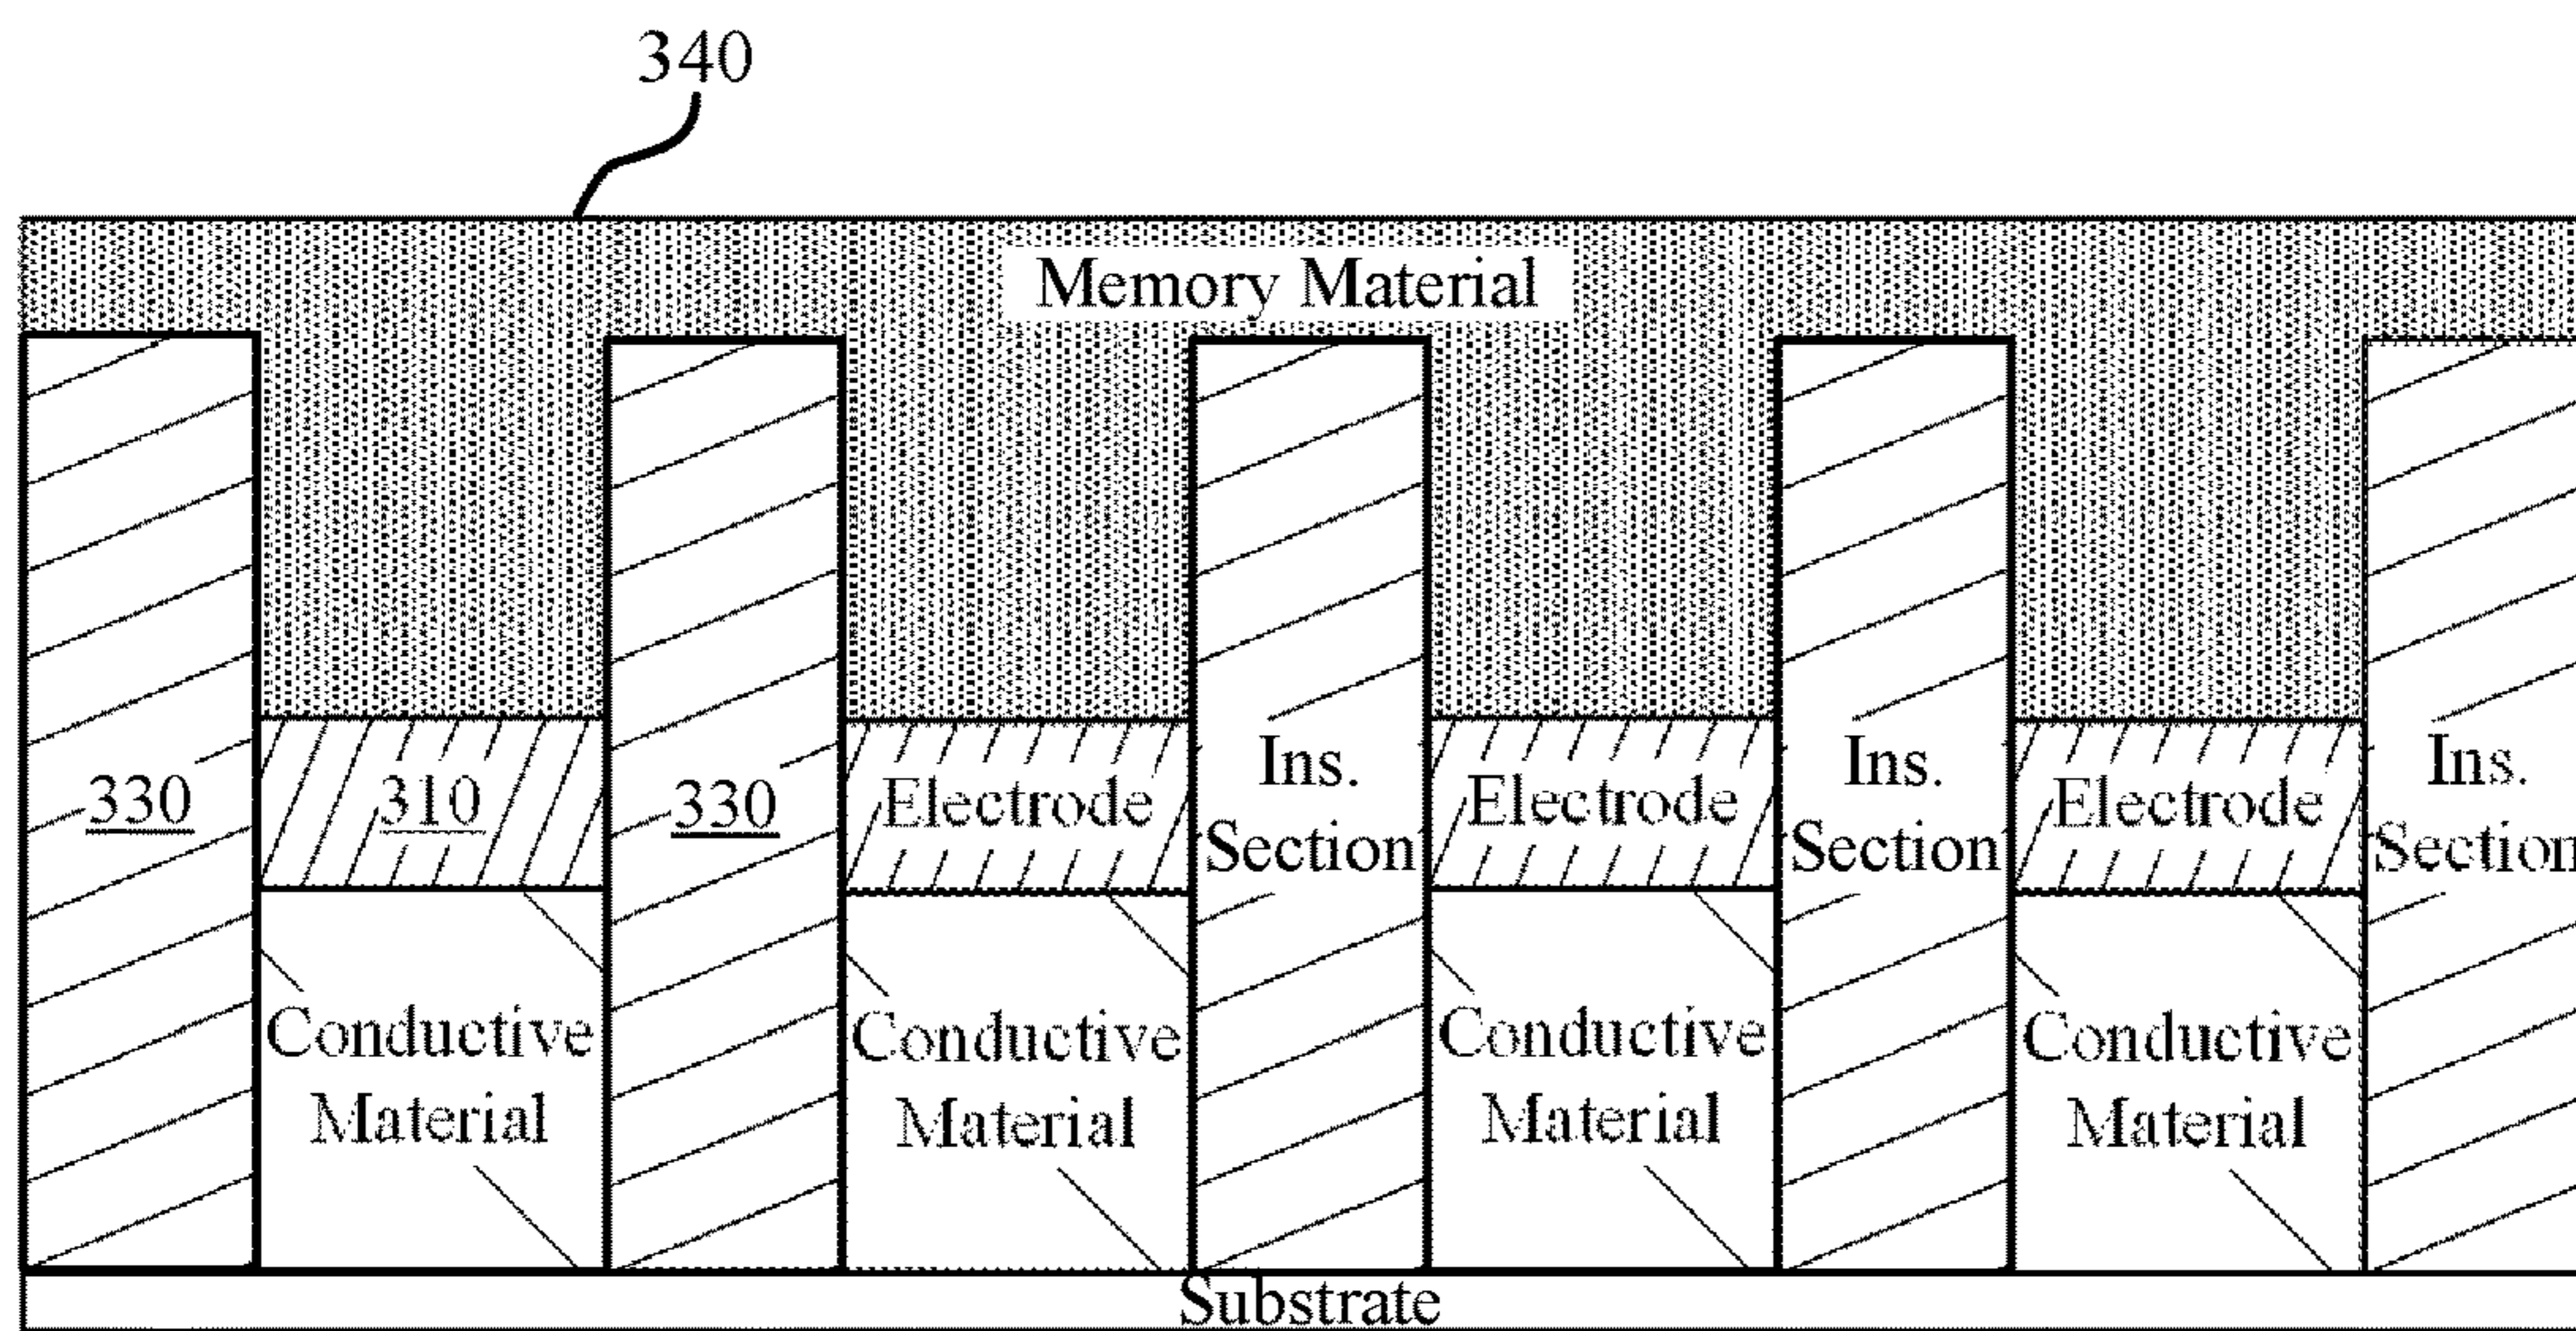 340
Memory Material
330
310
330
Electrode
Ins.
Section
Electrode
Ins.
Section
Electrode
Ins.
Section
Conductive
Material
Conductive
Material
Conductive
Material
Conductive
Material
Substrate